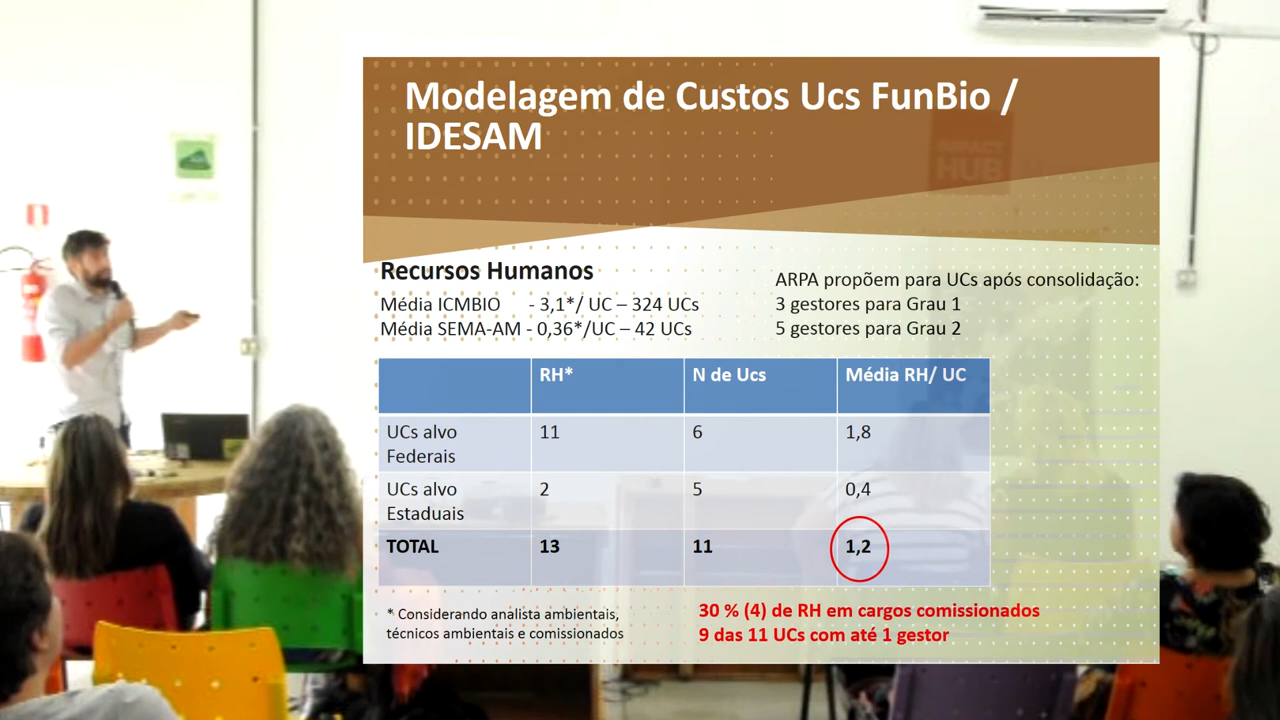 Modelagem de Custos Ucs FunBio /
IDESAM
IMPACT
HUB
Recursos Humanos
Média ICMBIO - 3,1*/ UC – 324 UCs
Média SEMA-AM - 0,36*/UC – 42 UCs
ARPA propõem para UCs após consolidação:
3 gestores para Grau 1
5 gestores para Grau 2
RH* N de Ucs Média RH/ UC
UCs alvo Federais 11 6 1,8
UCs alvo Estaduais 2 5 0,4
TOTAL 13 11 1,2
* Considerando analista ambientais,
técnicos ambientais e comissionados
30 % (4) de RH em cargos comissionados
9 das 11 UCs com até 1 gestor